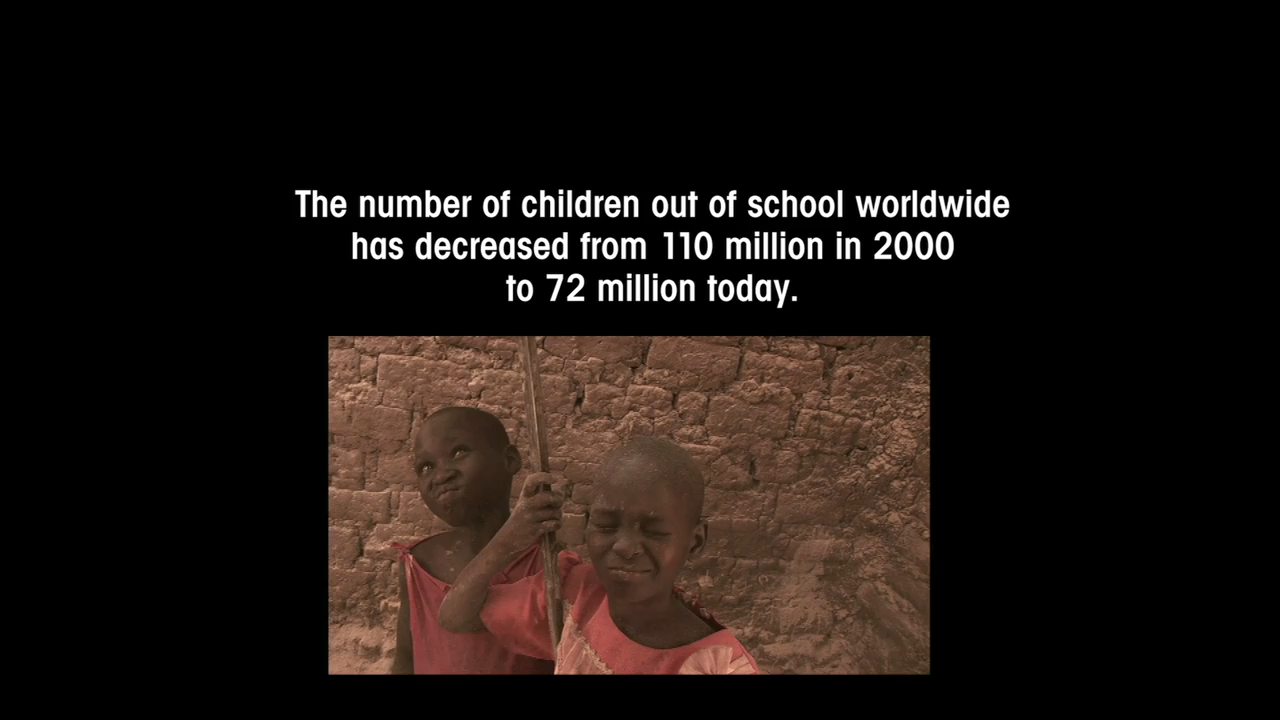 The number of children out of school worldwide
has decreased from 110 million in 2000
to 72 million today.